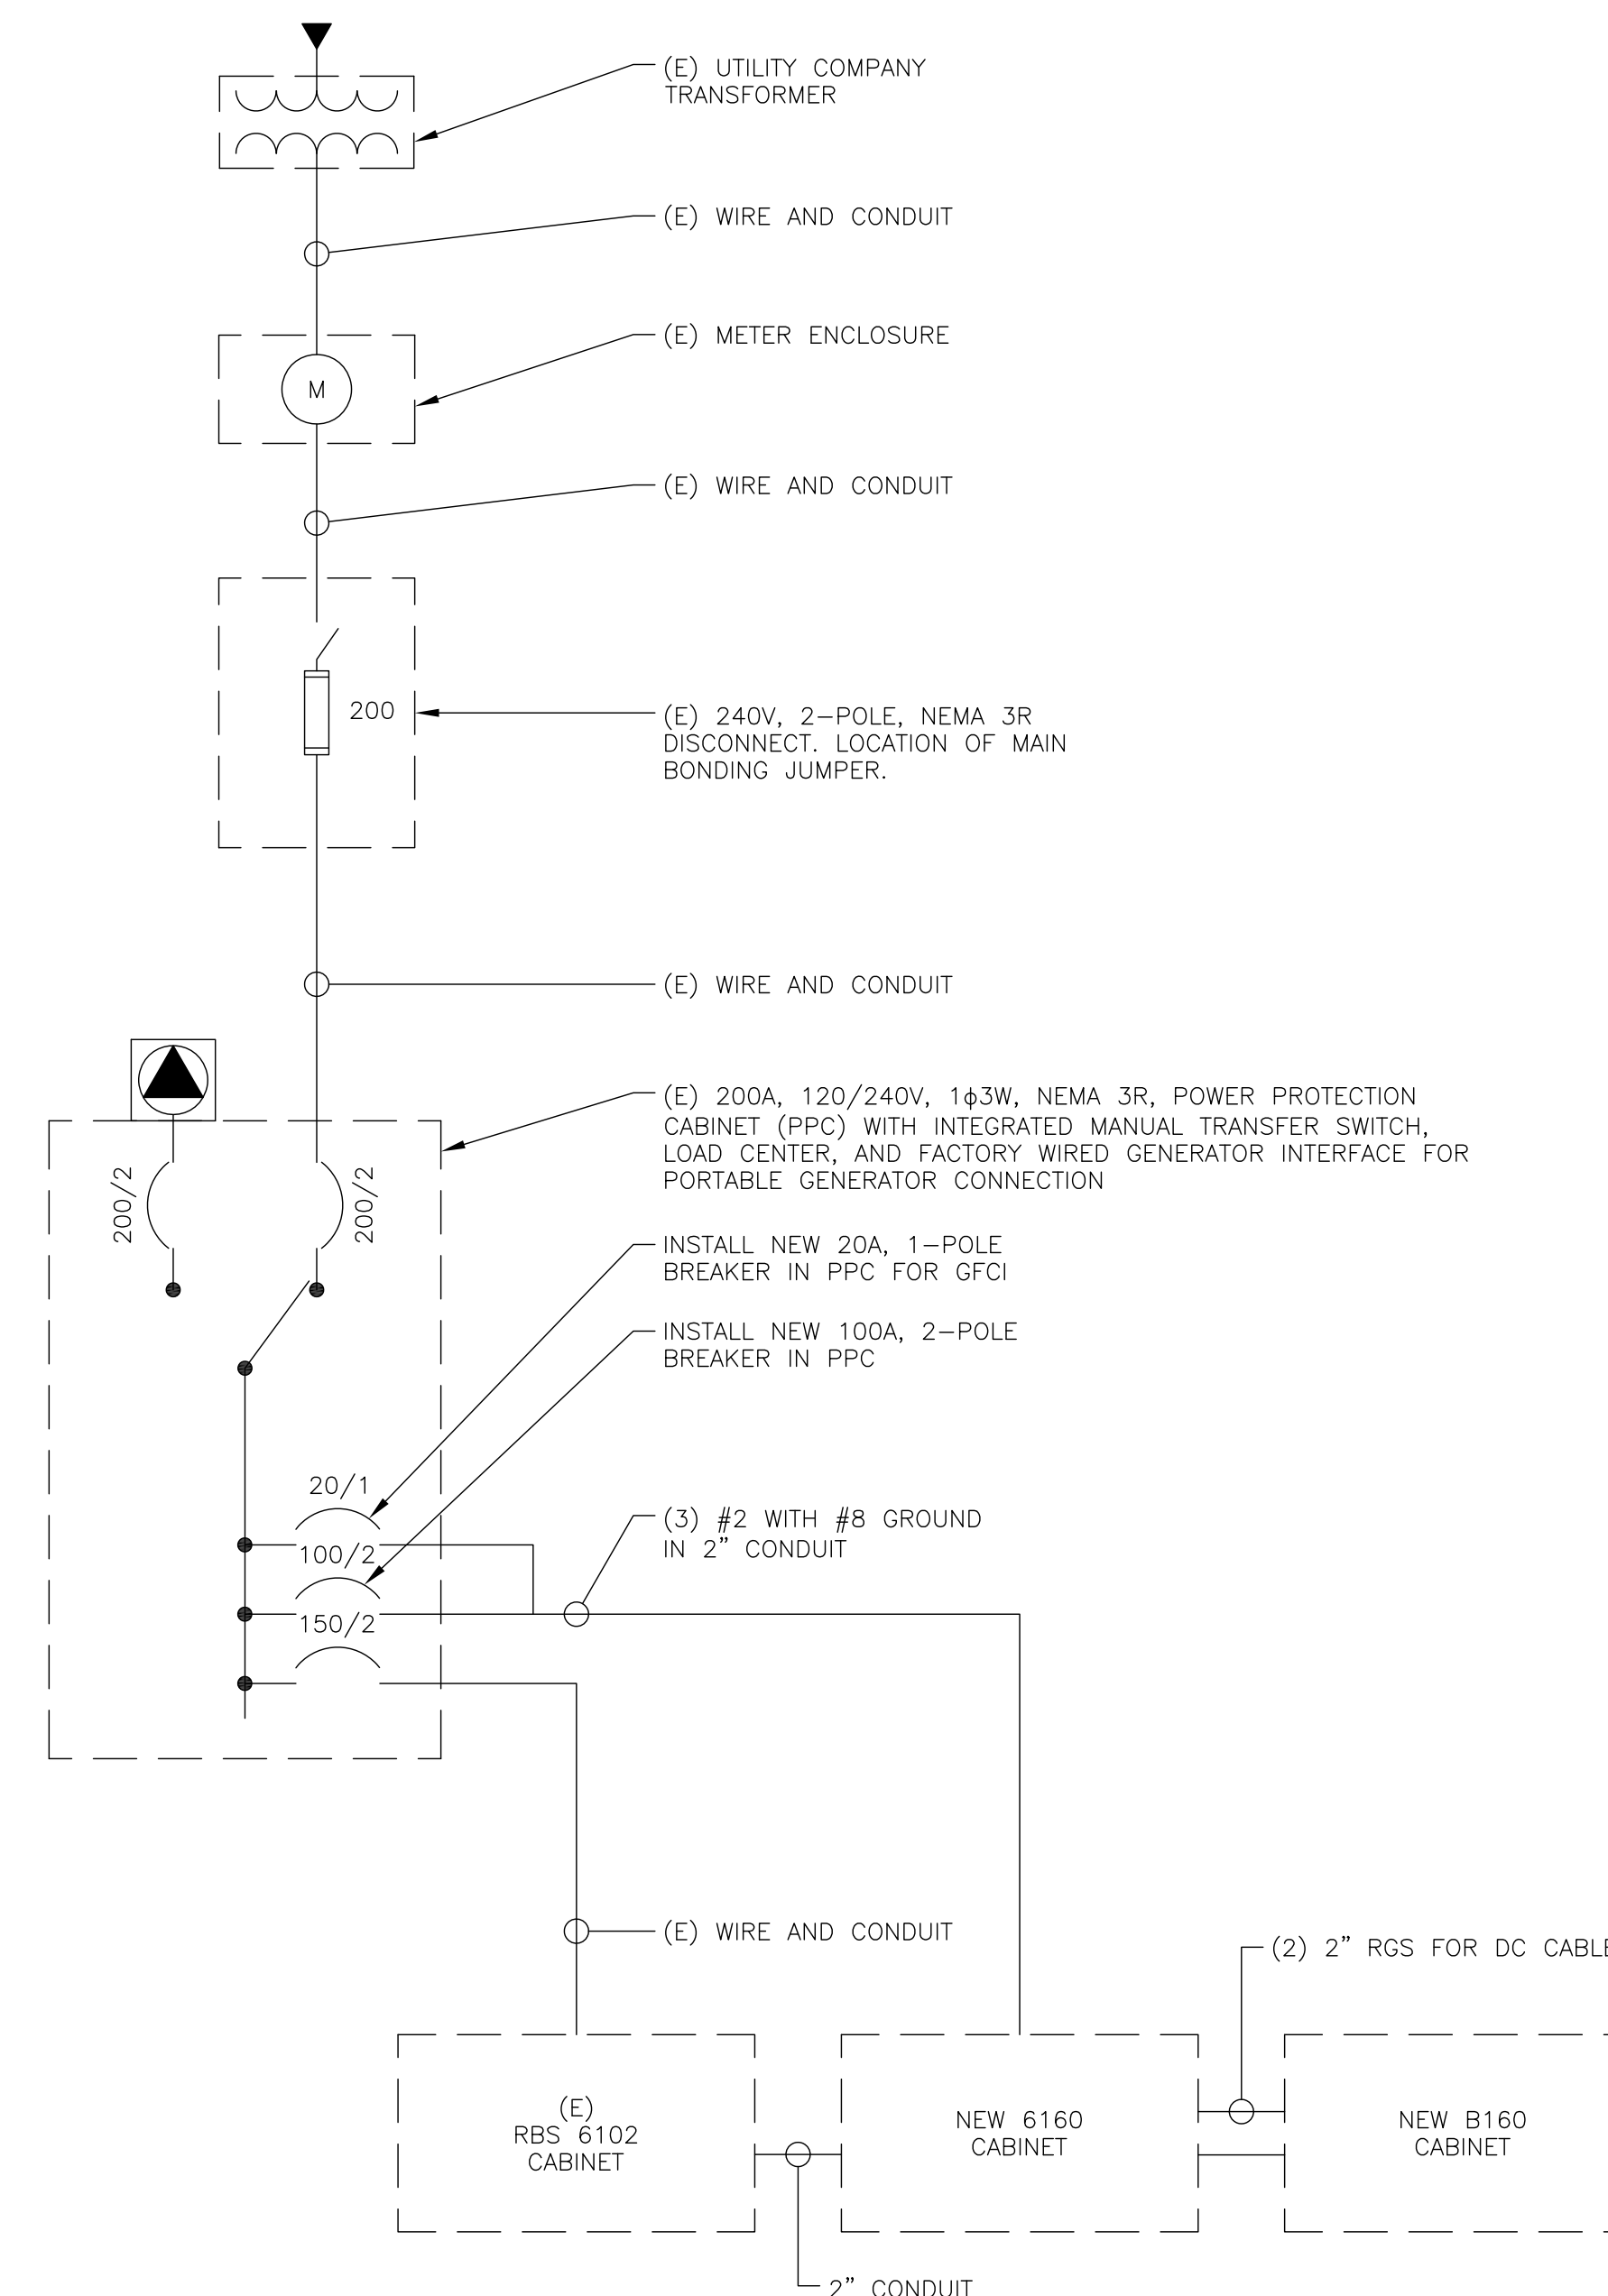 (E) UTILITY COMPANY
TRANSFORMER
(E) WIRE AND CONDUIT
(E) METER ENCLOSURE
M
(E) WIRE AND CONDUIT
200
(E) 240V, 2-POLE, NEMA 3R
DISCONNECT. LOCATION OF MAIN
BONDING JUMPER.
(E) WIRE AND CONDUIT
(E) 200A, 120/240V, 1ϕ3W, NEMA 3R, POWER PROTECTION
CABINET (PPC) WITH INTEGRATED MANUAL TRANSFER SWITCH,
LOAD CENTER, AND FACTORY WIRED GENERATOR INTERFACE FOR
PORTABLE GENERATOR CONNECTION
200/2
200/2
INSTALL NEW 20A, 1-POLE
BREAKER IN PPC FOR GFCI
INSTALL NEW 100A, 2-POLE
BREAKER IN PPC
20/1
100/2
150/2
(3) #2 WITH #8 GROUND
IN 2" CONDUIT
(E) WIRE AND CONDUIT
(2) 2" RGS FOR DC CABLE
(E)
RBS 6102
CABINET
NEW 6160
CABINET
NEW B160
CABINET
2" CONDUIT